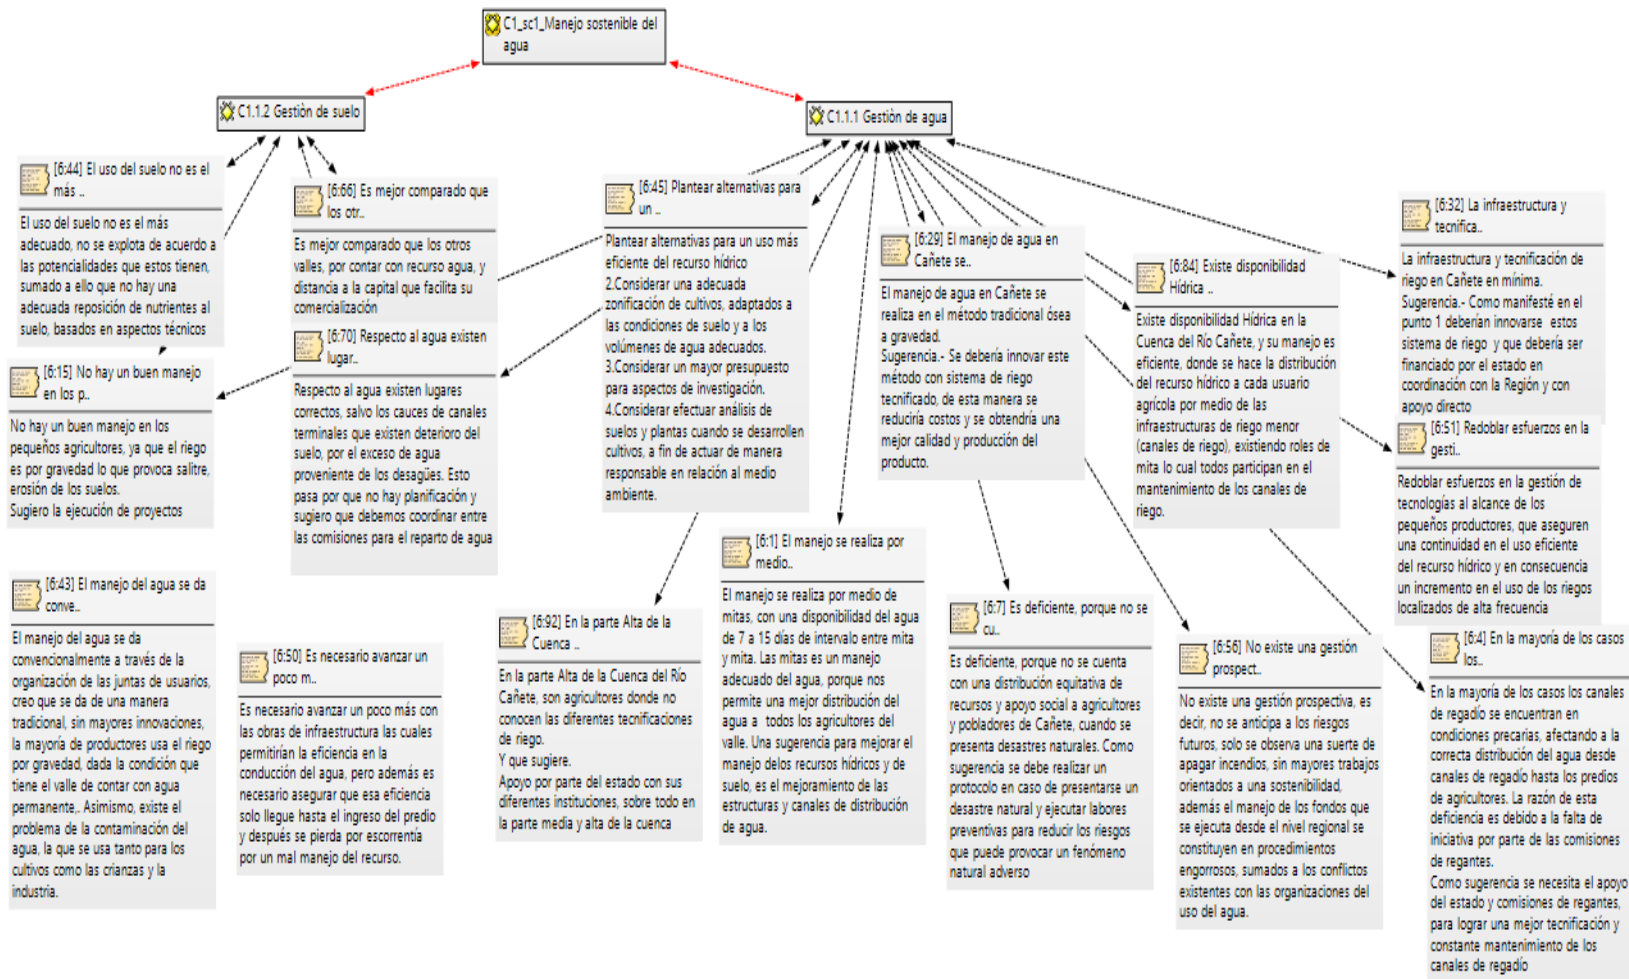 C1_sc1_Manejo sostenible del
agua
C1.1.2 Gestiòn de suelo
C1.1.1 Gestiòn de agua
[6:44] El uso del suelo no es el
más ..
El uso del suelo no es el más
adecuado, no se explota de acuerdo a
las potencialidades que estos tienen,
sumado a ello que no hay una
adecuada reposición de nutrientes al
suelo, basados en aspectos técnicos
[6:66] Es mejor comparado que
los otr..
Es mejor comparado que los otros
valles, por contar con recurso agua, y
distancia a la capital que facilita su
comercialización
[6:45] Plantear alternativas para
un ..
Plantear alternativas para un uso más
eficiente del recurso hídrico
2.Considerar una adecuada
zonificación de cultivos, adaptados a
las condiciones de suelo y a los
volúmenes de agua adecuados.
3.Considerar un mayor presupuesto
para aspectos de investigación.
4.Considerar efectuar análisis de
suelos y plantas cuando se desarrollen
cultivos, a fin de actuar de manera
responsable en relación al medio
ambiente.
[6:29] El manejo de agua en
Cañete se..
El manejo de agua en Cañete se
realiza en el método tradicional ósea
a gravedad.
Sugerencia.- Se debería innovar este
método con sistema de riego
tecnificado, de esta manera se
reduciría costos y se obtendría una
mejor calidad y producción del
producto.
[6:84] Existe disponibilidad
Hídrica ..
Existe disponibilidad Hídrica en la
Cuenca del Río Cañete, y su manejo es
eficiente, donde se hace la distribución
del recurso hídrico a cada usuario
agrícola por medio de las
infraestructuras de riego menor
(canales de riego), existiendo roles de
mita lo cual todos participan en el
mantenimiento de los canales de
riego.
[6:32] La infraestructura y
tecnifica..
La infraestructura y tecnificación de
riego en Cañete en mínima.
Sugerencia.- Como manifesté en el
punto 1 deberían innovarse estos
sistema de riego y que debería ser
financiado por el estado en
coordinación con la Región y con
apoyo directo
[6:15] No hay un buen manejo
en los p..
No hay un buen manejo en los
pequeños agricultores, ya que el riego
es por gravedad lo que provoca salitre,
erosión de los suelos.
Sugiero la ejecución de proyectos
[6:70] Respecto al agua existen
lugar..
Respecto al agua existen lugares
correctos, salvo los cauces de canales
terminales que existen deterioro del
suelo, por el exceso de agua
proveniente de los desagües. Esto
pasa por que no hay planificación y
sugiero que debemos coordinar entre
las comisiones para el reparto de agua
[6:51] Redoblar esfuerzos en la
gesti..
Redoblar esfuerzos en la gestión de
tecnologías al alcance de los
pequeños productores, que aseguren
una continuidad en el uso eficiente
del recurso hídrico y en consecuencia
un incremento en el uso de los riegos
localizados de alta frecuencia
[6:43] El manejo del agua se da
conve..
El manejo del agua se da
convencionalmente a través de la
organización de las juntas de usuarios,
creo que se da de una manera
tradicional, sin mayores innovaciones,
la mayoría de productores usa el riego
por gravedad, dada la condición que
tiene el valle de contar con agua
permanente,. Asimismo, existe el
problema de la contaminación del
agua, la que se usa tanto para los
cultivos como las crianzas y la
industria.
[6:50] Es necesario avanzar un
poco m..
Es necesario avanzar un poco más con
las obras de infraestructura las cuales
permitirían la eficiencia en la
conducción del agua, pero además es
necesario asegurar que esa eficiencia
solo llegue hasta el ingreso del predio
y después se pierda por escorrentía
por un mal manejo del recurso.
[6:92] En la parte Alta de la
Cuenca ..
En la parte Alta de la Cuenca del Río
Cañete, son agricultores donde no
conocen las diferentes tecnificaciones
de riego.
Y que sugiere.
Apoyo por parte del estado con sus
diferentes instituciones, sobre todo en
la parte media y alta de la cuenca
[6:1] El manejo se realiza por
medio..
El manejo se realiza por medio de
mitas, con una disponibilidad del agua
de 7 a 15 días de intervalo entre mita
y mita. Las mitas es un manejo
adecuado del agua, porque nos
permite una mejor distribución del
agua a todos los agricultores del
valle. Una sugerencia para mejorar el
manejo delos recursos hídricos y de
suelo, es el mejoramiento de las
estructuras y canales de distribución
de agua.
[6:7] Es deficiente, porque no se
cu..
Es deficiente, porque no se cuenta
con una distribución equitativa de
recursos y apoyo social a agricultores
y pobladores de Cañete, cuando se
presenta desastres naturales. Como
sugerencia se debe realizar un
protocolo en caso de presentarse un
desastre natural y ejecutar labores
preventivas para reducir los riesgos
que puede provocar un fenómeno
natural adverso
[6:56] No existe una gestión
prospect..
No existe una gestión prospectiva, es
decir, no se anticipa a los riesgos
futuros, solo se observa una suerte de
apagar incendios, sin mayores trabajos
orientados a una sostenibilidad,
además el manejo de los fondos que
se ejecuta desde el nivel regional se
constituyen en procedimientos
engorrosos, sumados a los conflictos
existentes con las organizaciones del
uso del agua.
[6:4] En la mayoría de los casos
los..
En la mayoría de los casos los canales
de regadío se encuentran en
condiciones precarias, afectando a la
correcta distribución del agua desde
canales de regadío hasta los predios
de agricultores. La razón de esta
deficiencia es debido a la falta de
iniciativa por parte de las comisiones
de regantes.
Como sugerencia se necesita el apoyo
del estado y comisiones de regantes,
para lograr una mejor tecnificación y
constante mantenimiento de los
canales de regadío